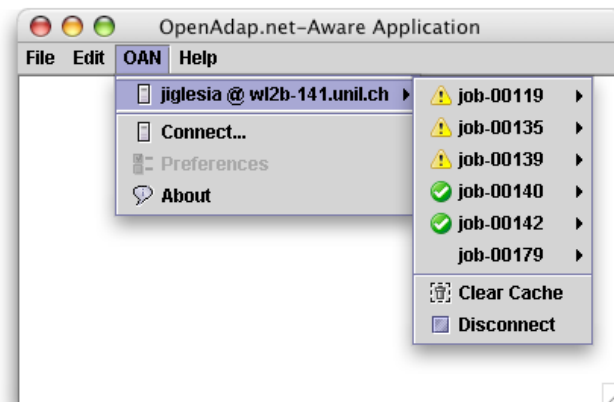 OpenAdap.net-Aware Application
File Edit OAN Help
jiglesia @ wl2b-141.unil.ch
Connect...
Preferences
About
job-00119
job-00135
job-00139
job-00140
job-00142
job-00179
Clear Cache
Disconnect